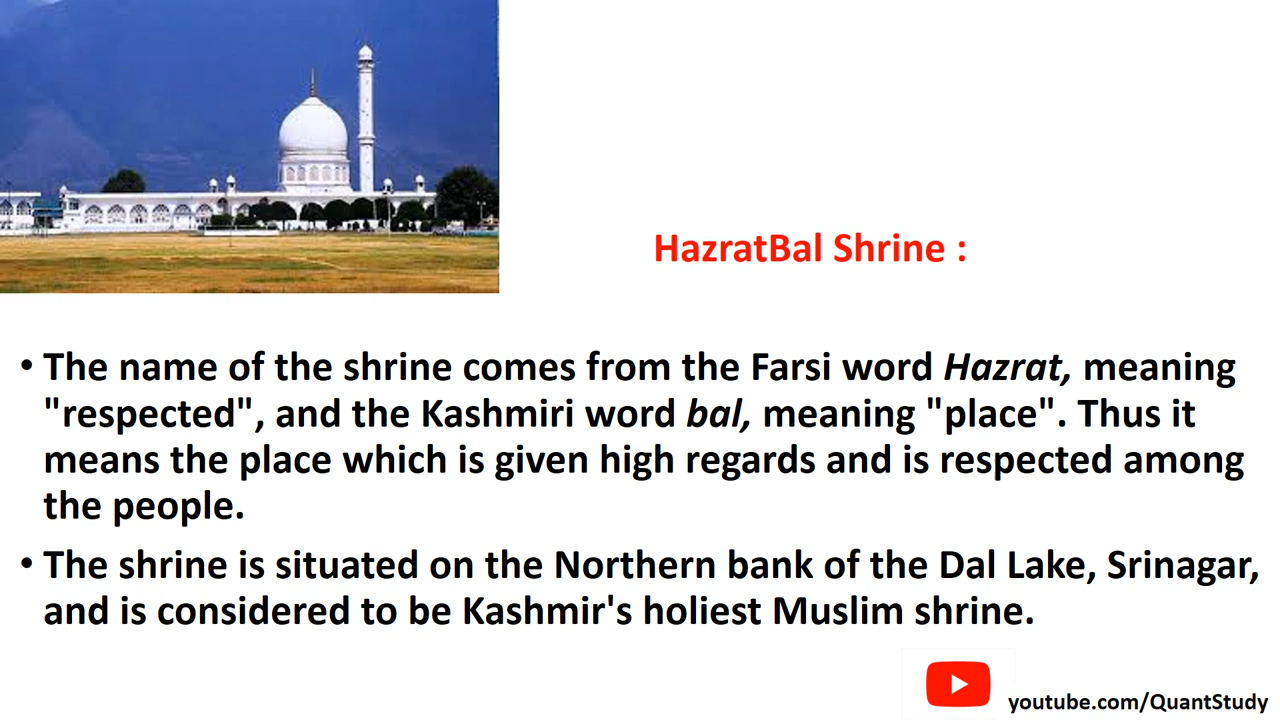 HazratBal Shrine :
• The name of the shrine comes from the Farsi word Hazrat, meaning
"respected", and the Kashmiri word bal, meaning "place". Thus it
means the place which is given high regards and is respected among
the people.
• The shrine is situated on the Northern bank of the Dal Lake, Srinagar,
and is considered to be Kashmir's holiest Muslim shrine.
youtube.com/QuantStudy